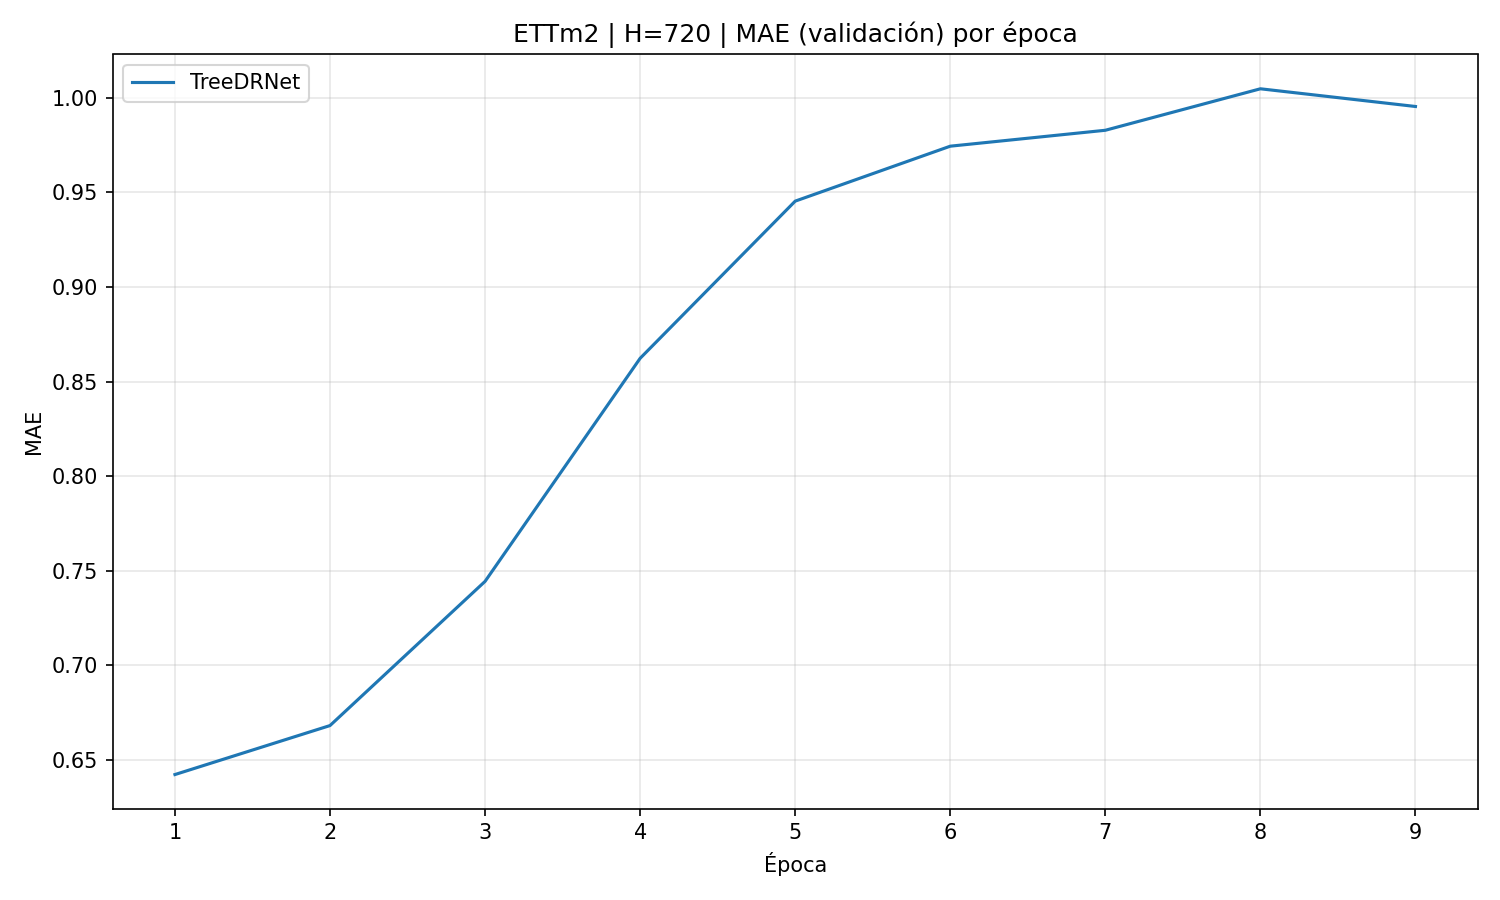 ETTm2 | H=720 | MAE (validación) por época
TreeDRNet
1.00
0.95
0.90
0.85
0.80
0.75
0.70
0.65
MAE
1 2 3 4 5 6 7 8 9
Época